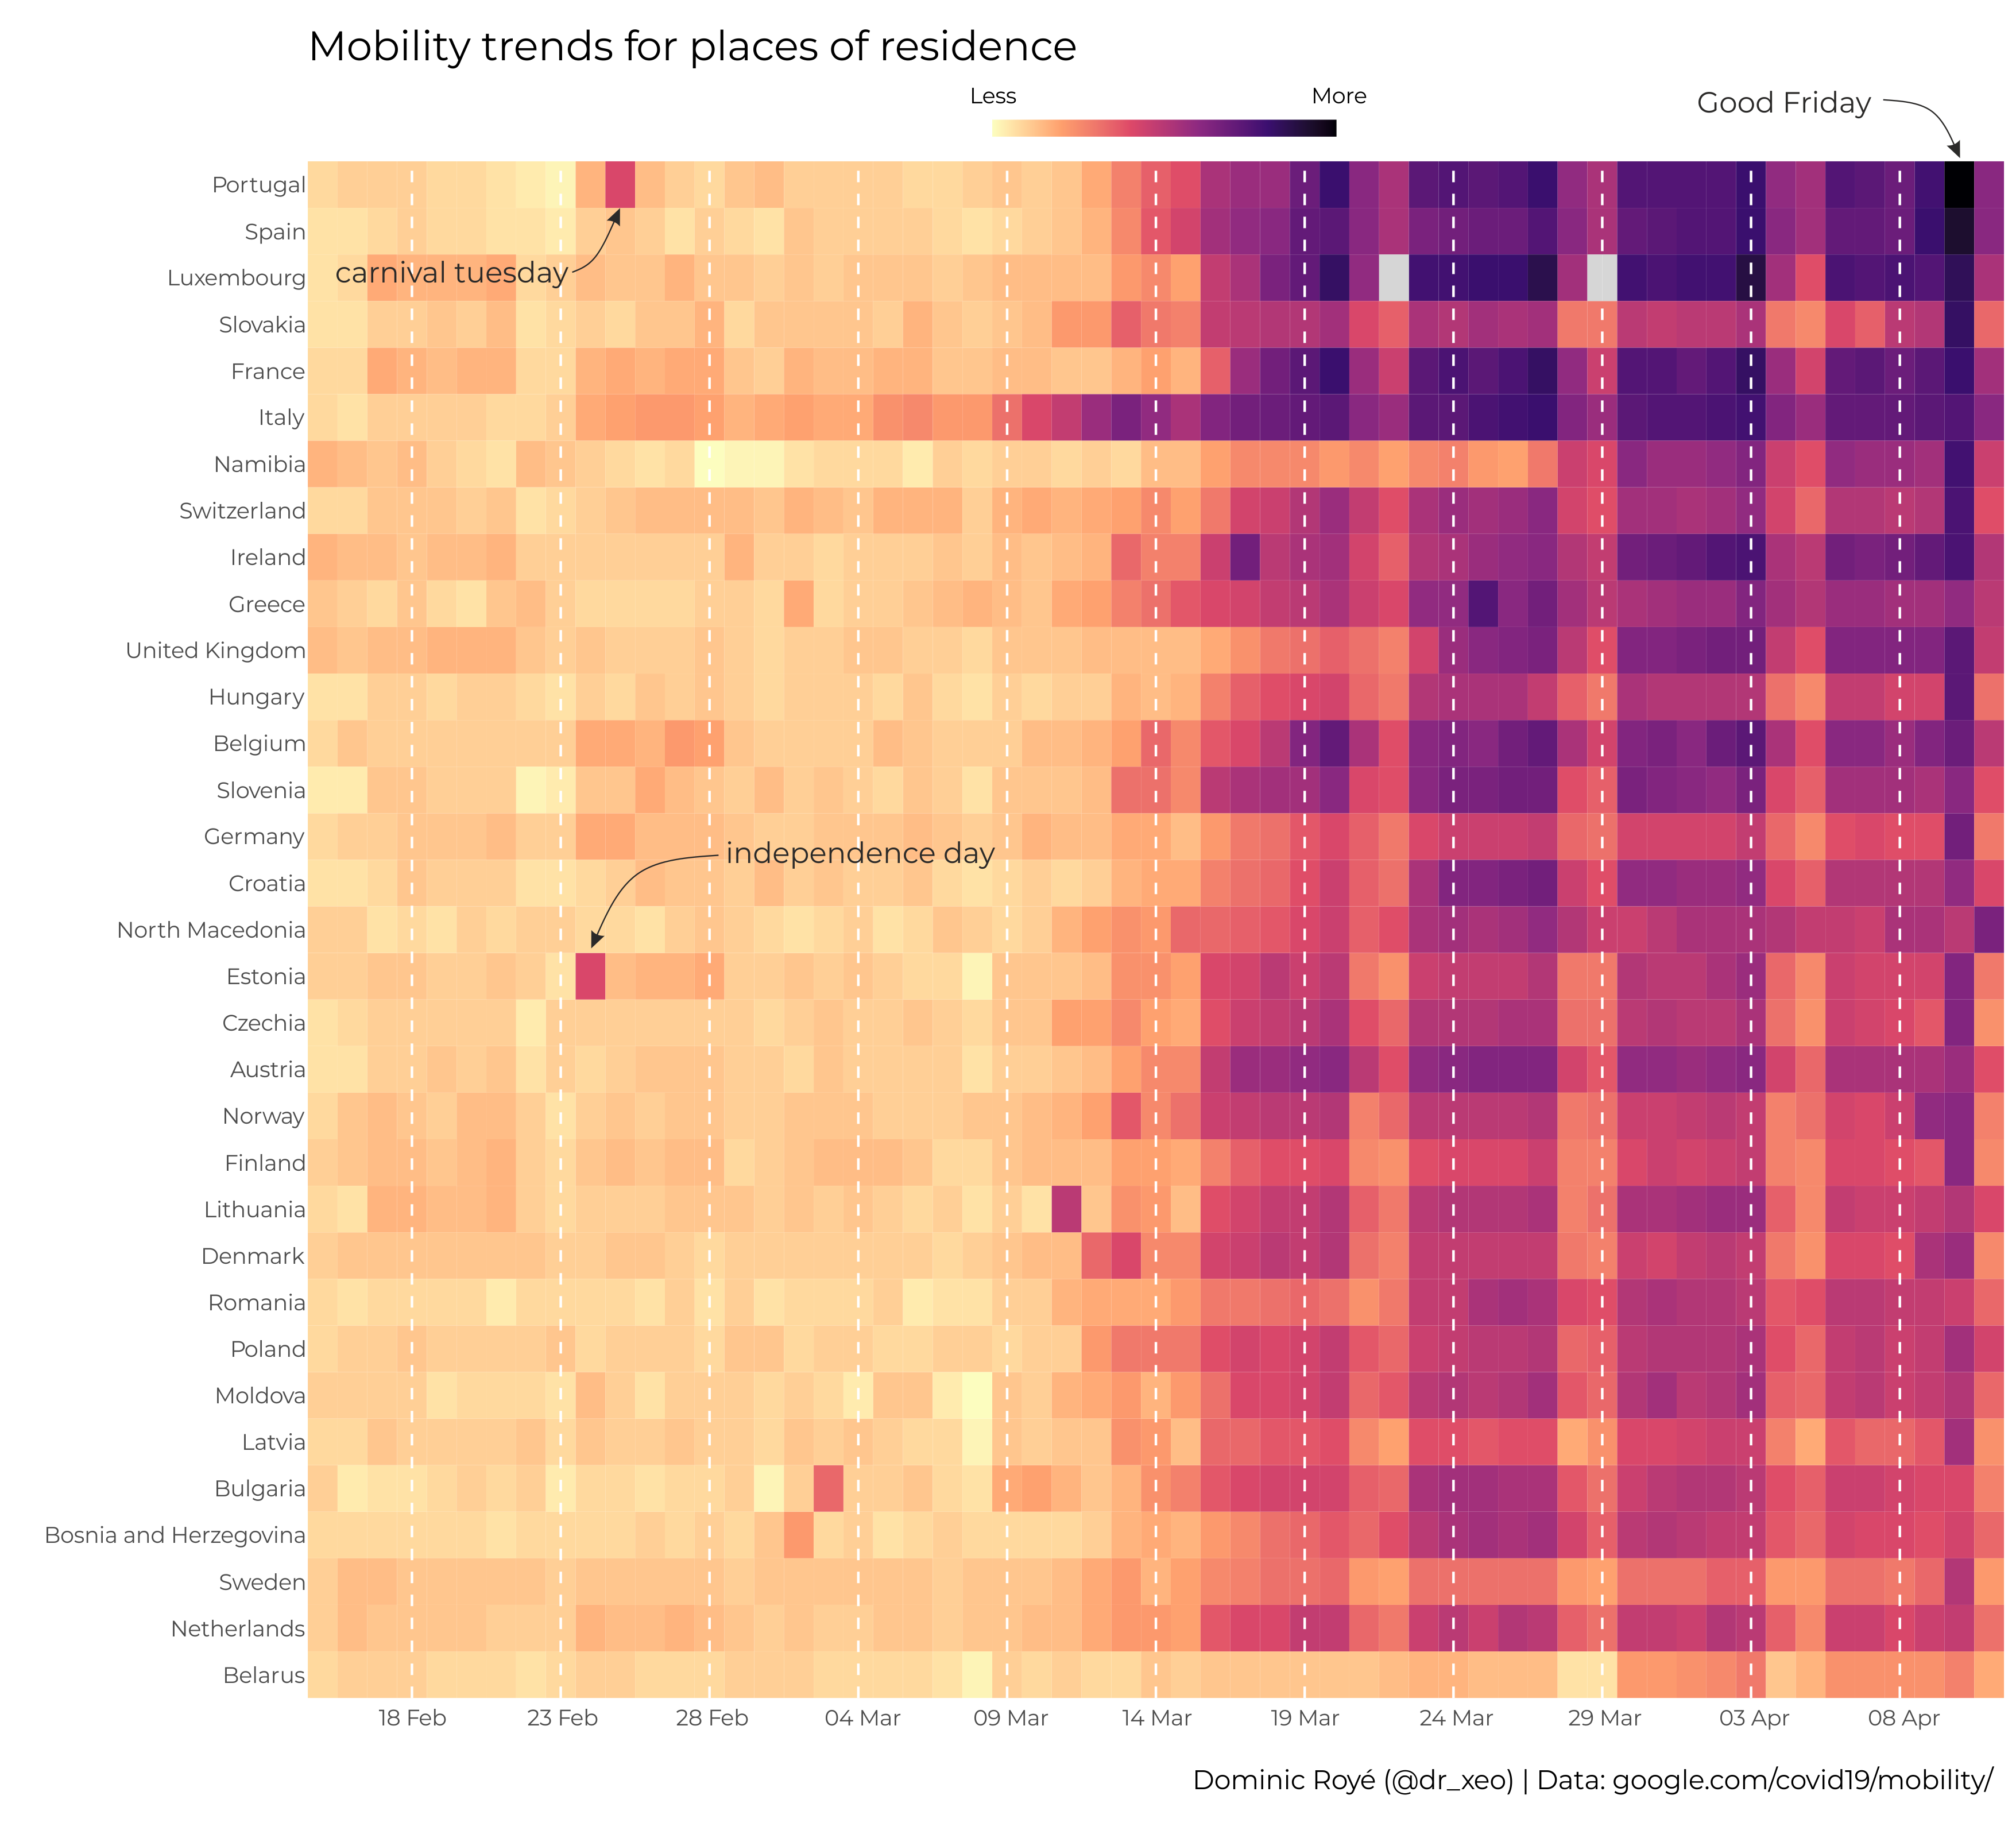 Mobility trends for places of residence
Less More
Good Friday
Portugal
Spain
carnival tuesday
Luxembourg
Slovakia
France
Italy
Namibia
Switzerland
Ireland
Greece
United Kingdom
Hungary
Belgium
Slovenia
Germany
independence day
Croatia
North Macedonia
Estonia
Czechia
Austria
Norway
Finland
Lithuania
Denmark
Romania
Poland
Moldova
Latvia
Bulgaria
Bosnia and Herzegovina
Sweden
Netherlands
Belarus
18 Feb 23 Feb 28 Feb 04 Mar 09 Mar 14 Mar 19 Mar 24 Mar 29 Mar 03 Apr 08 Apr
Dominic Royé (@dr_xeo) | Data: google.com/covid19/mobility/